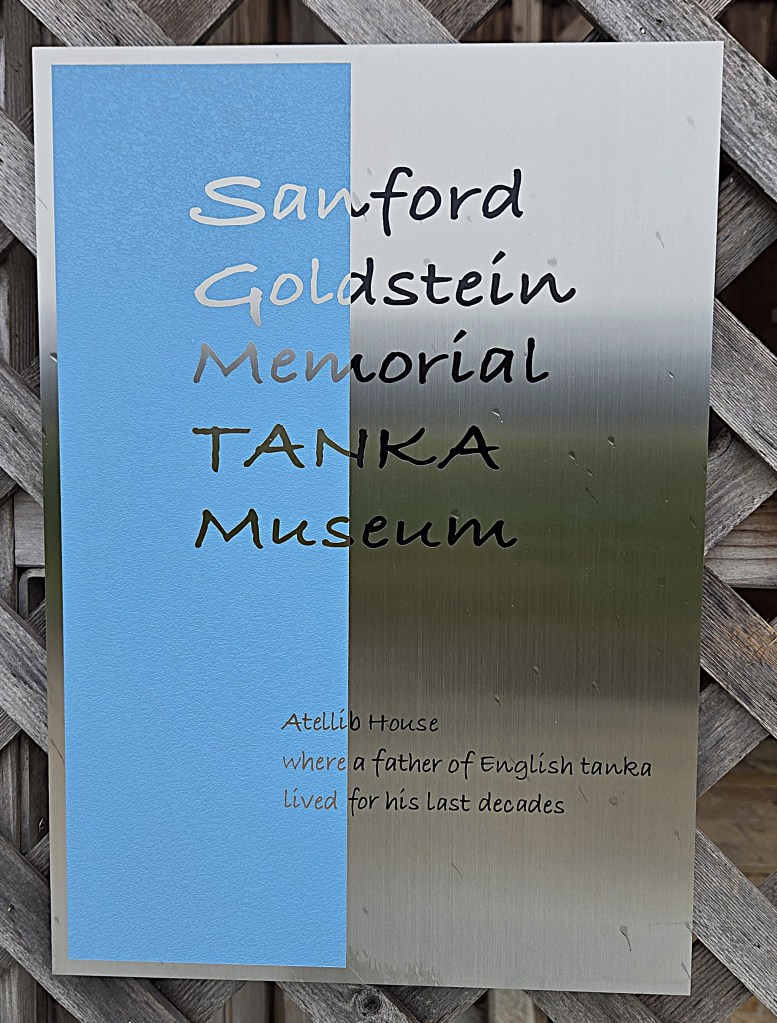 Sanford
Goldstein
Memorial
TANKA
Museum
Atellib House
where a father of English tanka
lived for his last decades